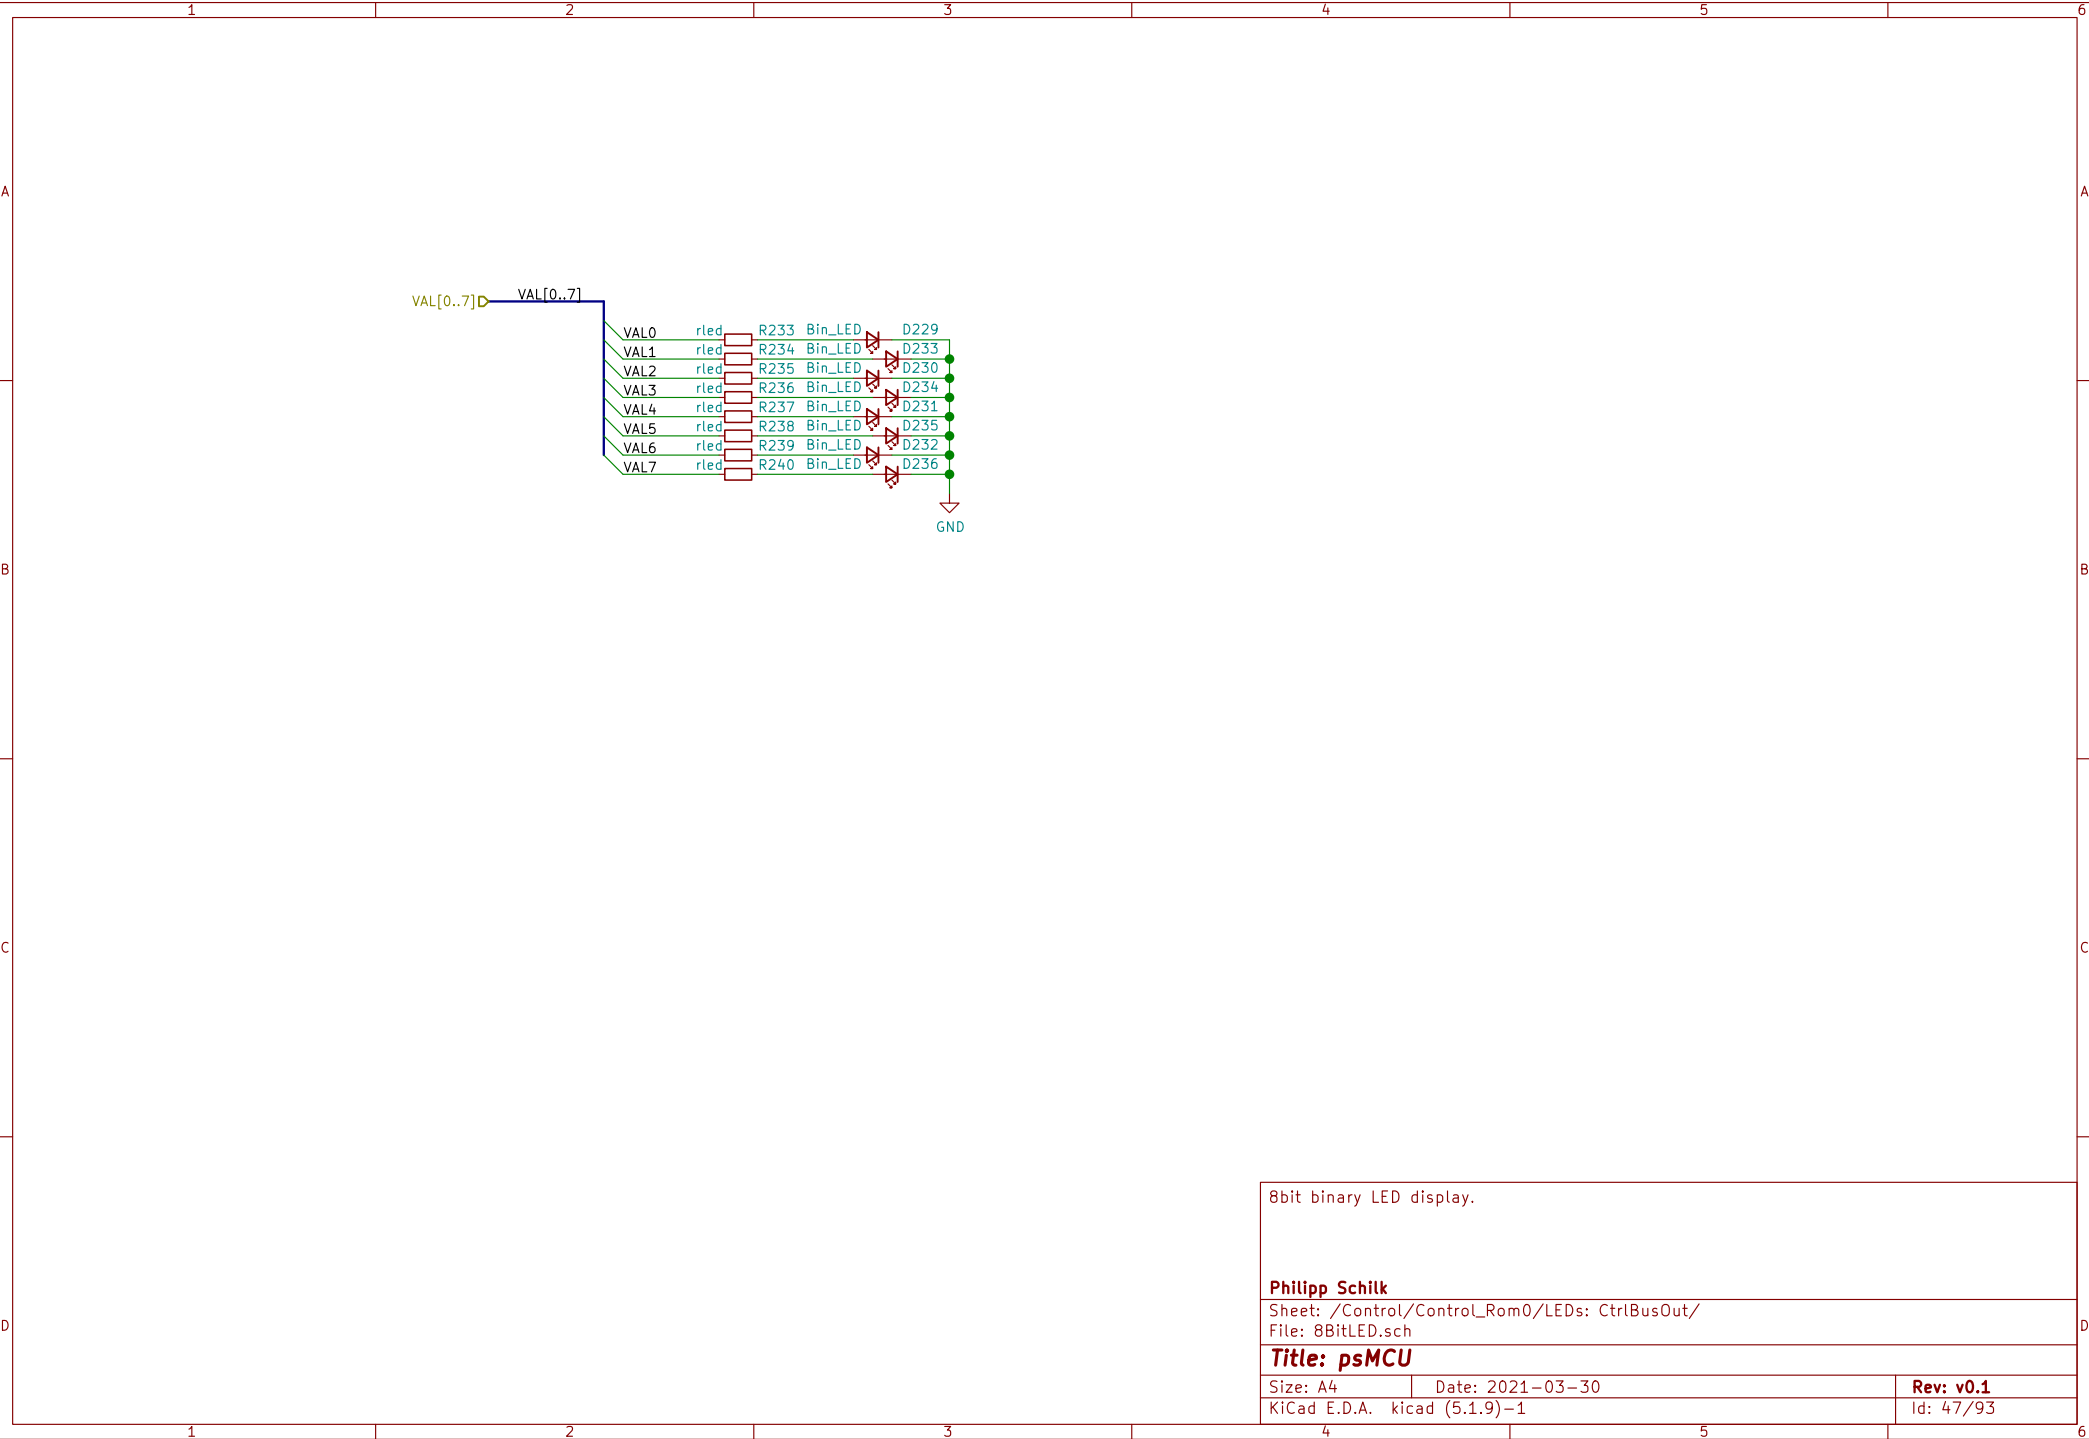 1 2 3 4 5 6
A A
VAL[0..7] VAL[0..7]
VAL0 rled R233 Bin_LED D229
VAL1 rled R234 Bin_LED D233
VAL2 rled R235 Bin_LED D230
VAL3 rled R236 Bin_LED D234
VAL4 rled R237 Bin_LED D231
VAL5 rled R238 Bin_LED D235
VAL6 rled R239 Bin_LED D232
VAL7 rled R240 Bin_LED D236
GND
B B
C C
8bit binary LED display.
Philipp Schilk
Sheet: /Control/Control_Rom0/LEDs: CtrlBusOut/
D D
File: 8BitLED.sch
Title: psMCU
Size: A4 Date: 2021-03-30 Rev: v0.1
KiCad E.D.A. kicad (5.1.9)-1 Id: 47/93
1 2 3 4 5 6